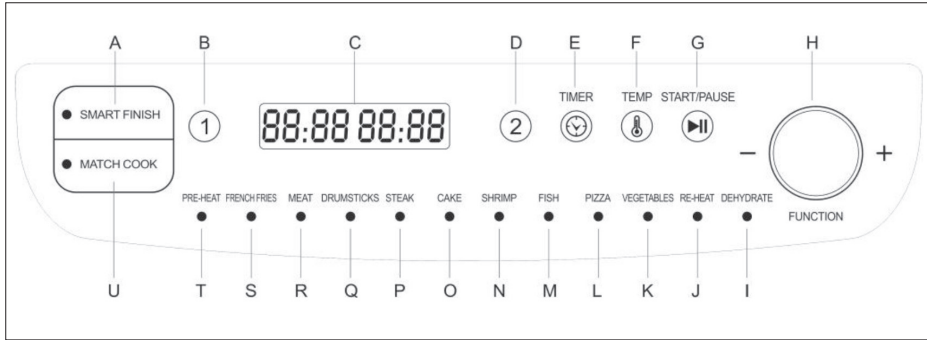 A B C D E F G H
TIMER TEMP START/PAUSE
SMART FINISH
1 88:88 88:88 2
MATCH COOK
− +
PRE-HEAT FRENCH FRIES MEAT DRUMSTICKS STEAK CAKE SHRIMP FISH PIZZA VEGETABLES RE-HEAT DEHYDRATE
FUNCTION
U T S R Q P O N M L K J I